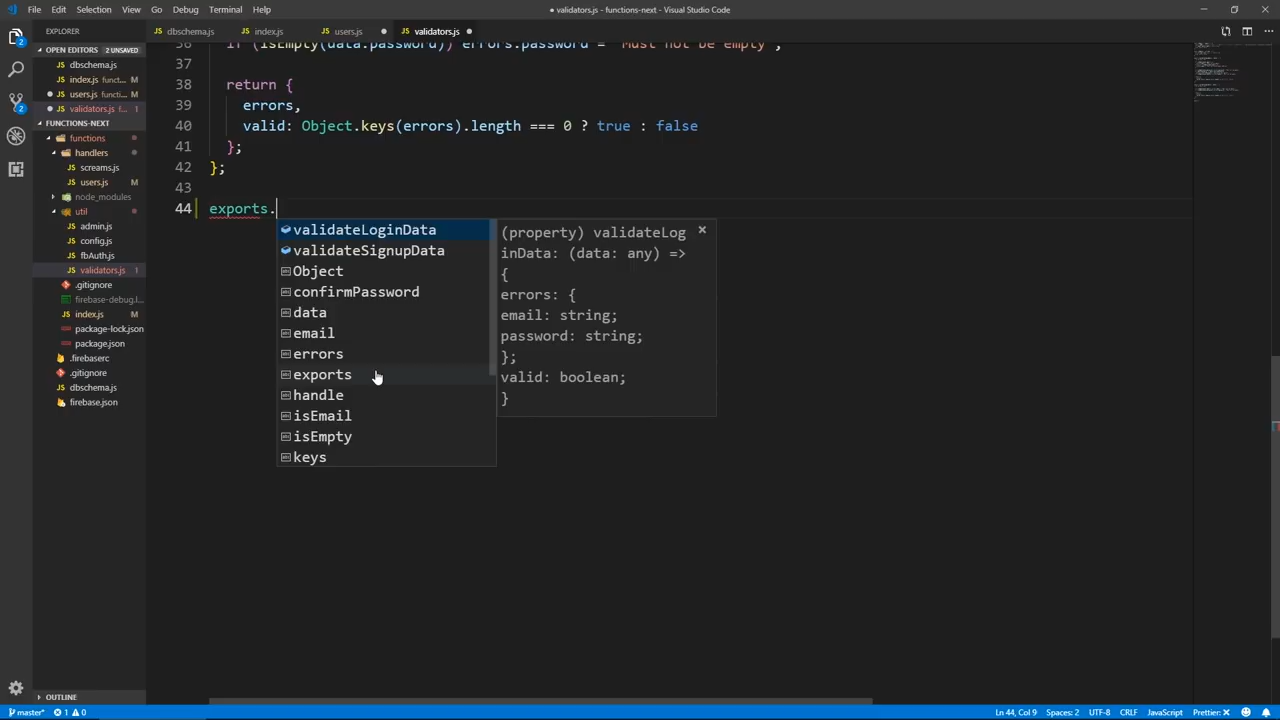 File Edit Selection View Go Debug Terminal Help
● validators.js - functions-next - Visual Studio Code
EXPLORER
OPEN EDITORS 2 UNSAVED
dbschema.js
index.js funct...
users.js functi...
validators.js f... 1
FUNCTIONS-NEXT
functions
handlers
screams.js
users.js M
node_modules
util
admin.js
config.js
fbAuth.js
validators.js 1
.gitignore
firebase-debug.l...
index.js M
package-lock.json
package.json
.firebaserc
.gitignore
dbschema.js
firebase.json
OUTLINE
dbschema.js index.js users.js ● validators.js ●
36 if (isEmpty(data.password)) errors.password = 'Must not be empty';
37
38 return {
39 errors,
40 valid: Object.keys(errors).length === 0 ? true : false
41 };
42 };
43
44 exports.
validateLoginData
validateSignupData
Object
confirmPassword
data
email
errors
exports
handle
isEmail
isEmpty
keys
(property) validateLog
inData: (data: any) =>
{
errors: {
email: string;
password: string;
};
valid: boolean;
}
master* 1 0 Ln 44, Col 9 Spaces: 2 UTF-8 CRLF JavaScript Prettier: ✕